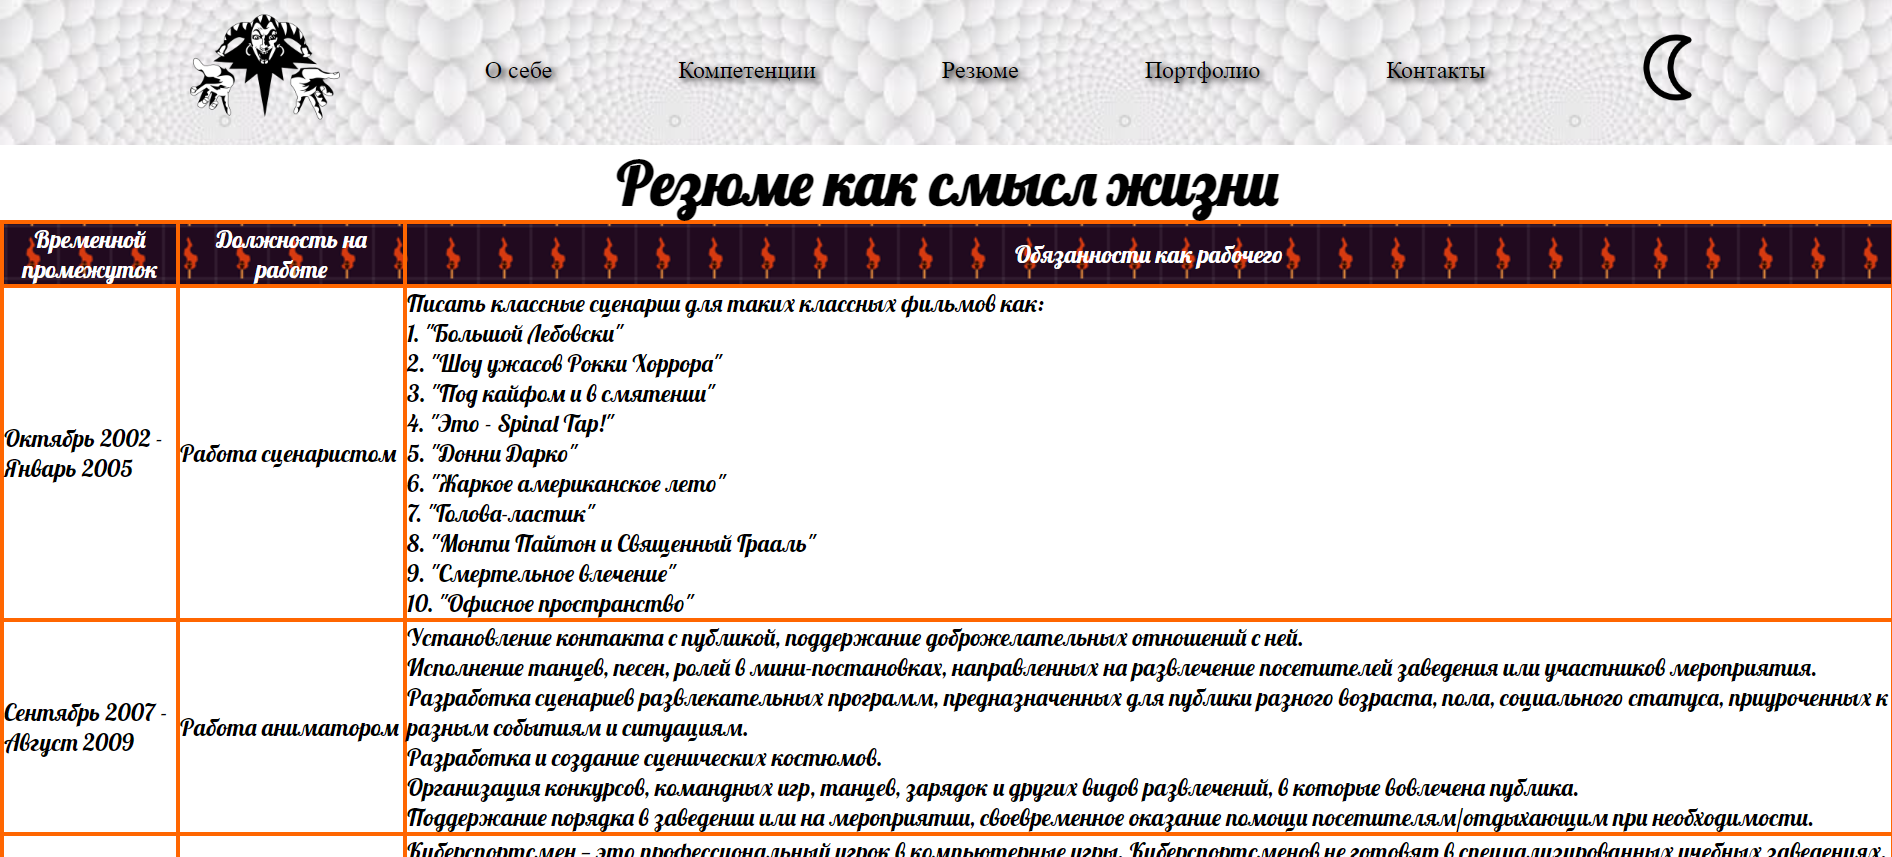 О себе
Компетенции
Резюме
Портфолио
Контакты
Резюме как смысл жизни
Временной
промежуток
Должность на
работе
Обязанности как рабочего
Октябрь 2002 -
Январь 2005
Работа сценаристом
Писать классные сценарии для таких классных фильмов как:
1. "Большой Лебовски"
2. "Шоу ужасов Рокки Хоррора"
3. "Под кайфом и в смятении"
4. "Это - Spinal Tap!"
5. "Донни Дарко"
6. "Жаркое американское лето"
7. "Голова-ластик"
8. "Монти Пайтон и Священный Грааль"
9. "Смертельное влечение"
10. "Офисное пространство"
Сентябрь 2007 -
Август 2009
Работа аниматором
Установление контакта с публикой, поддержание доброжелательных отношений с ней.
Исполнение танцев, песен, ролей в мини-постановках, направленных на развлечение посетителей заведения или участников мероприятия.
Разработка сценариев развлекательных программ, предназначенных для публики разного возраста, пола, социального статуса, приуроченных к
разным событиям и ситуациям.
Разработка и создание сценических костюмов.
Организация конкурсов, командных игр, танцев, зарядок и других видов развлечений, в которые вовлечена публика.
Поддержание порядка в заведении или на мероприятии, своевременное оказание помощи посетителям/отдыхающим при необходимости.
Киберспортсмен – это профессиональный игрок в компьютерные игры. Киберспортсменов не готовят в специализированных учебных заведениях,